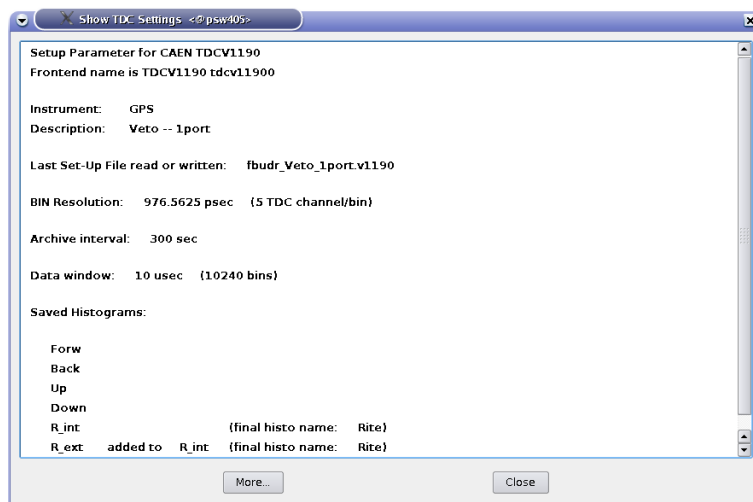 Show TDC Settings <@psw405>
Setup Parameter for CAEN TDCV1190
Frontend name is TDCV1190 tdcv11900
Instrument: GPS
Description: Veto -- 1port
Last Set-Up File read or written: fbudr_Veto_1port.v1190
BIN Resolution: 976.5625 psec (5 TDC channel/bin)
Archive interval: 300 sec
Data window: 10 usec (10240 bins)
Saved Histograms:
Forw
Back
Up
Down
R_int (final histo name: Rite)
R_ext added to R_int (final histo name: Rite)
More... Close